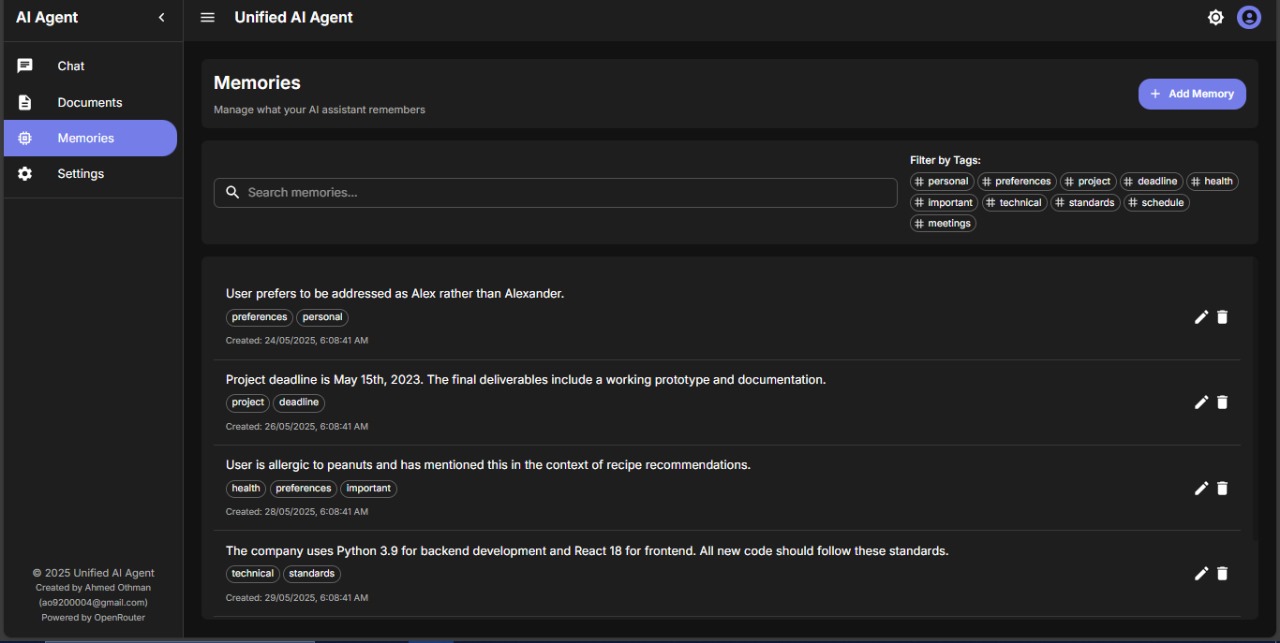 AI Agent
Unified AI Agent
Chat
Documents
Memories
Settings
Memories
Manage what your AI assistant remembers
+ Add Memory
Search memories...
Filter by Tags:
# personal # preferences # project # deadline # health
# important # technical # standards # schedule
# meetings
User prefers to be addressed as Alex rather than Alexander.
preferences personal
Created: 24/05/2025, 6:08:41 AM
Project deadline is May 15th, 2023. The final deliverables include a working prototype and documentation.
project deadline
Created: 26/05/2025, 6:08:41 AM
User is allergic to peanuts and has mentioned this in the context of recipe recommendations.
health preferences important
Created: 28/05/2025, 6:08:41 AM
The company uses Python 3.9 for backend development and React 18 for frontend. All new code should follow these standards.
technical standards
Created: 29/05/2025, 6:08:41 AM
© 2025 Unified AI Agent
Created by Ahmed Othman
(ao9200004@gmail.com)
Powered by OpenRouter